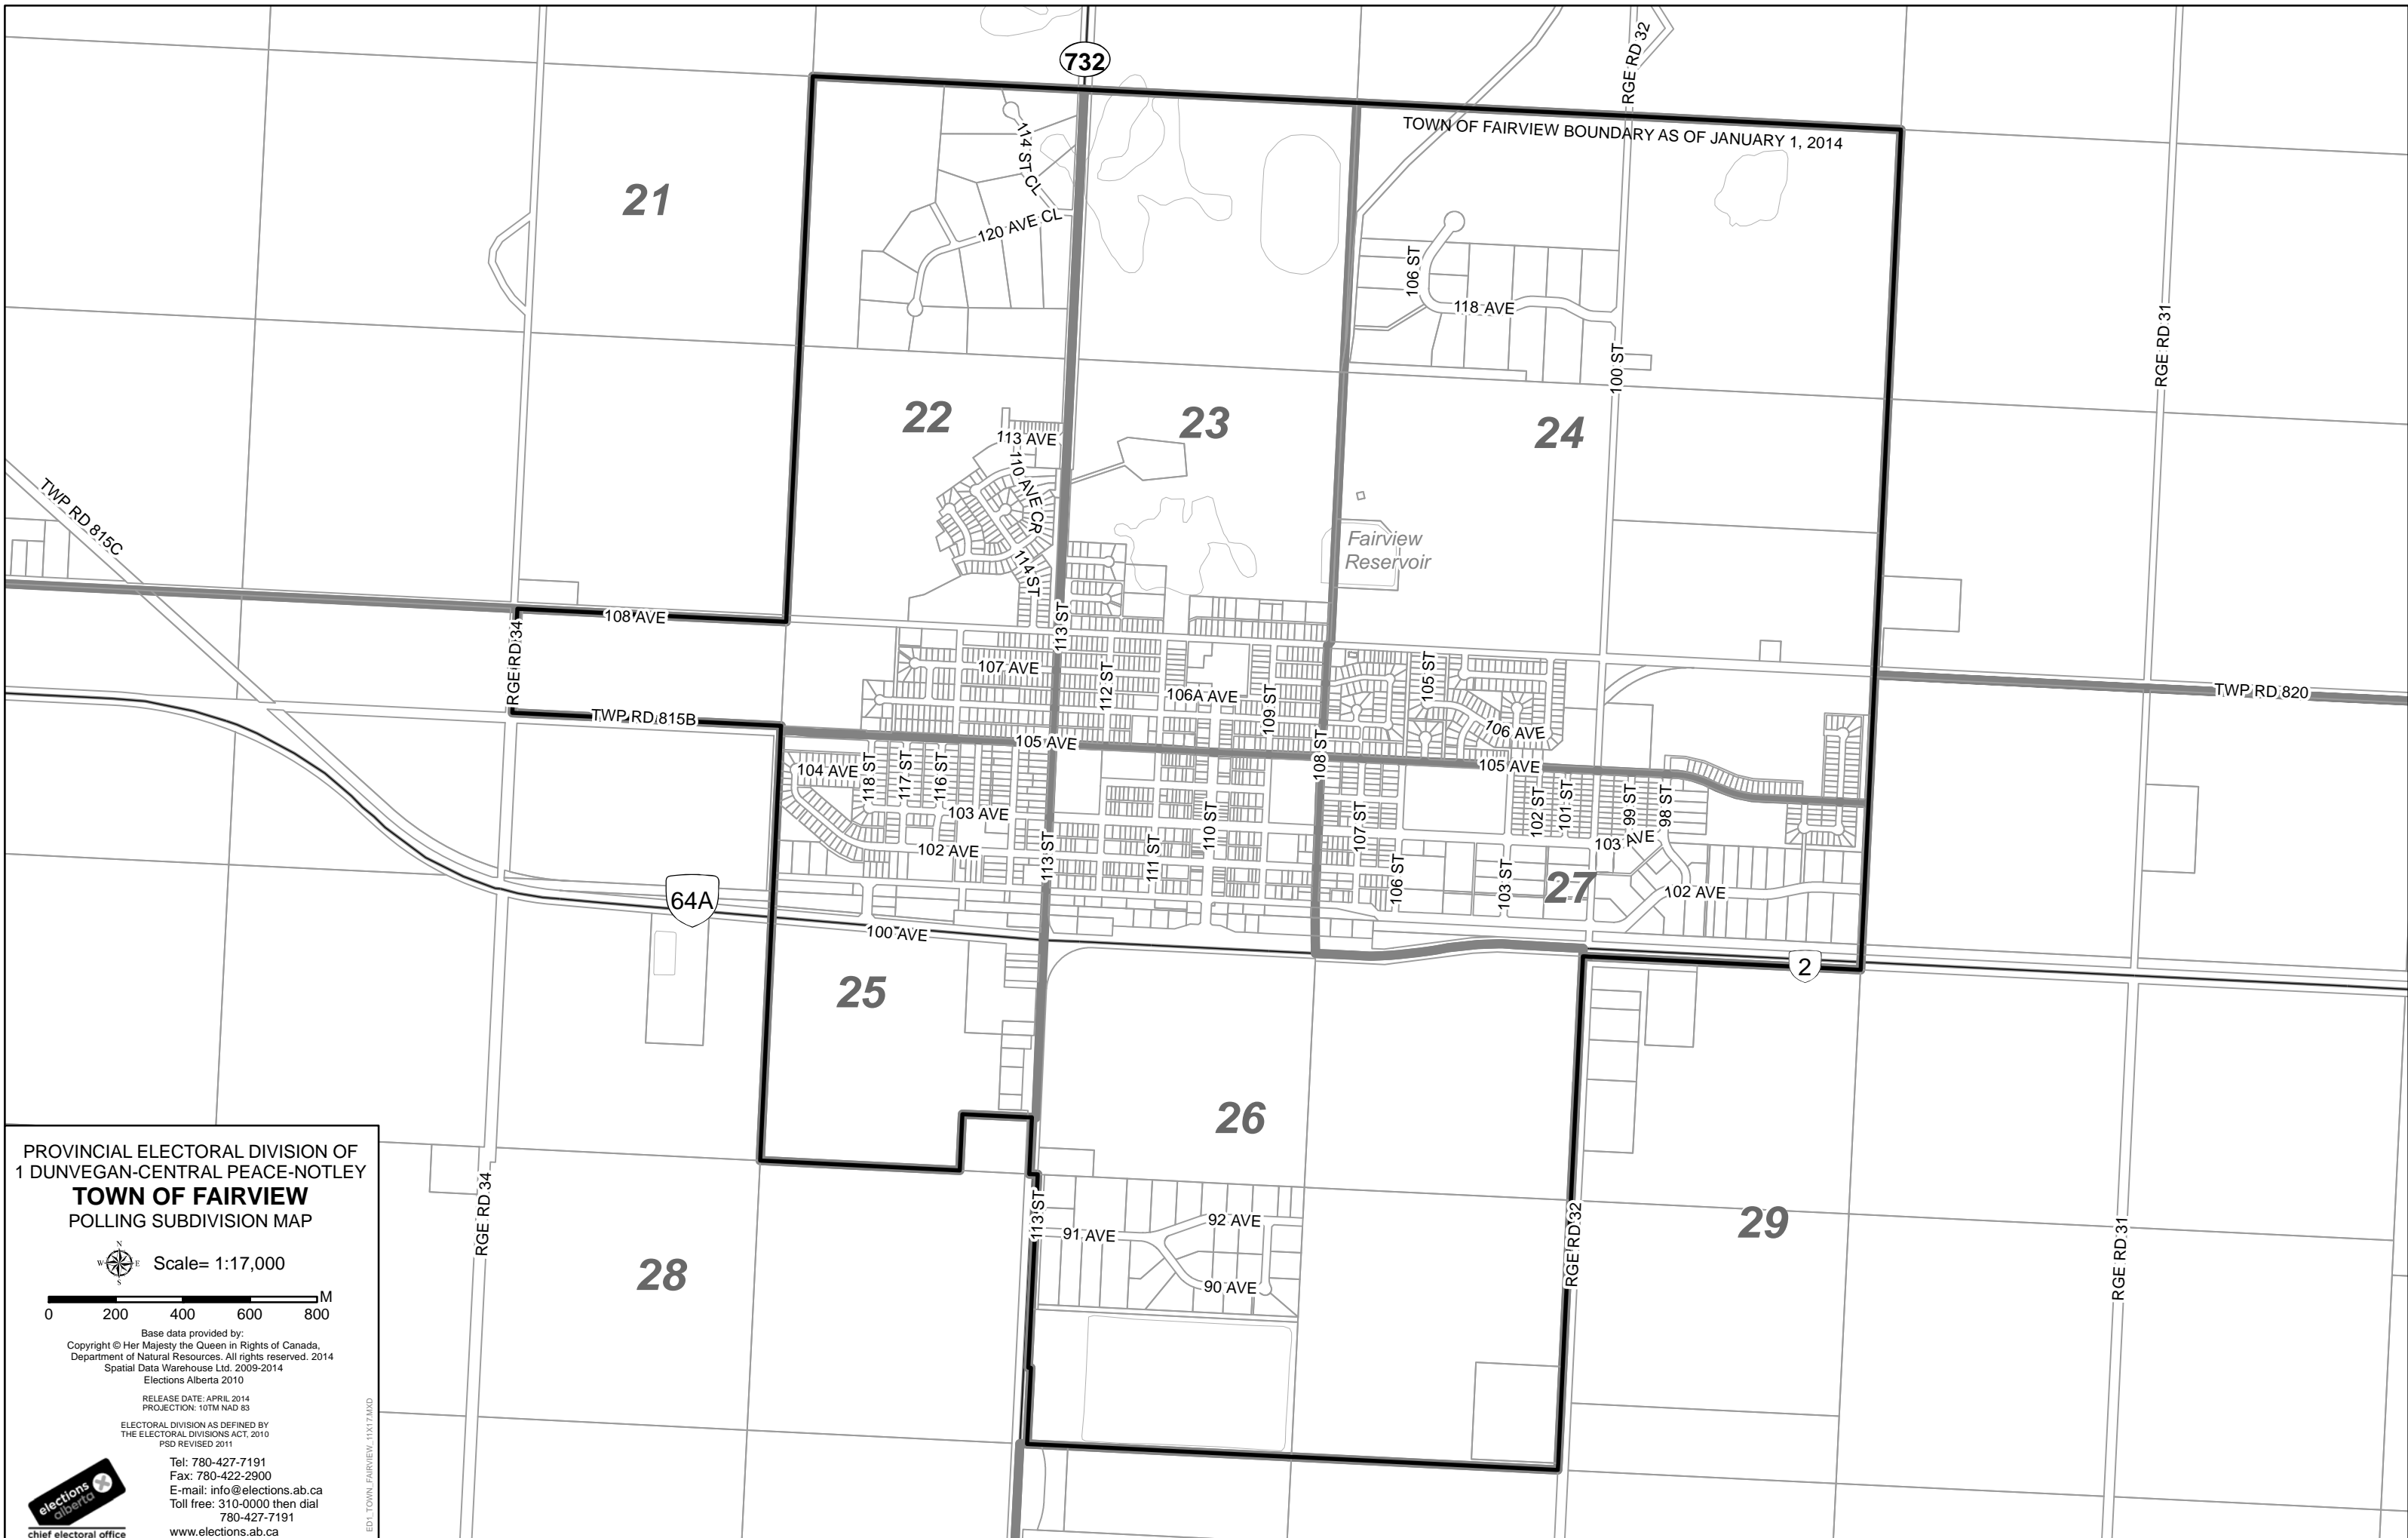 732
RGE RD 32
TOWN OF FAIRVIEW BOUNDARY AS OF JANUARY 1, 2014
114 ST CL
21
120 AVE CL
106 ST
118 AVE
RGE RD 31
100 ST
22
23
24
113 AVE
110 AVE CR
TWP RD 815C
Fairview
Reservoir
114 ST
108 AVE
113 ST
RGE RD 34
107 AVE
112 ST
106A AVE
109 ST
105 ST
TWP RD 820
TWP RD 815B
106 AVE
105 AVE
108 ST
105 AVE
104 AVE
118 ST
117 ST
116 ST
103 AVE
110 ST
107 ST
102 ST
101 ST
99 ST
98 ST
103 AVE
102 AVE
113 ST
111 ST
106 ST
103 ST
27
102 AVE
64A
100 AVE
2
25
26
113 ST
92 AVE
91 AVE
90 AVE
RGE RD 34
28
RGE RD 32
29
RGE RD 31
PROVINCIAL ELECTORAL DIVISION OF
1 DUNVEGAN-CENTRAL PEACE-NOTLEY
TOWN OF FAIRVIEW
POLLING SUBDIVISION MAP
N
W E
S
Scale= 1:17,000
M
0 200 400 600 800
Base data provided by:
Copyright © Her Majesty the Queen in Rights of Canada,
Department of Natural Resources. All rights reserved. 2014
Spatial Data Warehouse Ltd. 2009-2014
Elections Alberta 2010
RELEASE DATE: APRIL 2014
PROJECTION: 10TM NAD 83
ELECTORAL DIVISION AS DEFINED BY
THE ELECTORAL DIVISIONS ACT, 2010
PSD REVISED 2011
Tel: 780-427-7191
Fax: 780-422-2900
E-mail: info@elections.ab.ca
Toll free: 310-0000 then dial
780-427-7191
www.elections.ab.ca
elections
alberta
chief electoral office
ED1_TOWN_FAIRVIEW_11X17.MXD